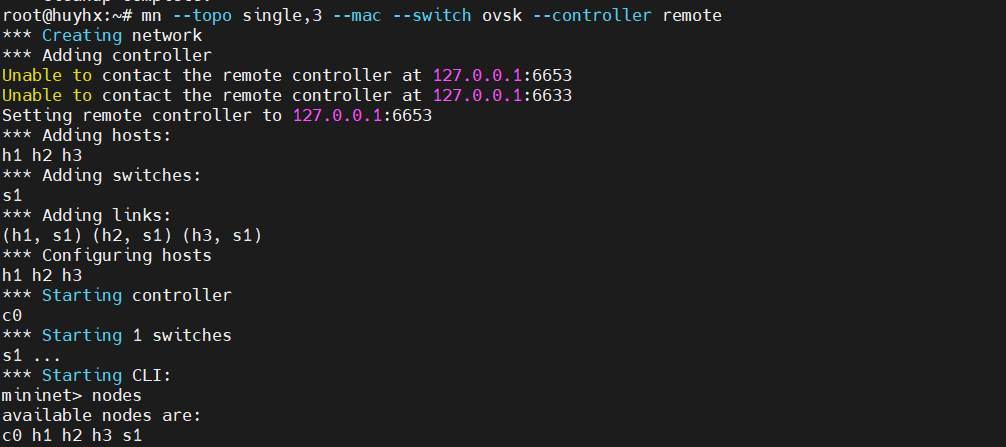 root@huyhx:~# mn --topo single,3 --mac --switch ovsk --controller remote
*** Creating network
*** Adding controller
Unable to contact the remote controller at 127.0.0.1:6653
Unable to contact the remote controller at 127.0.0.1:6633
Setting remote controller to 127.0.0.1:6653
*** Adding hosts:
h1 h2 h3
*** Adding switches:
s1
*** Adding links:
(h1, s1) (h2, s1) (h3, s1)
*** Configuring hosts
h1 h2 h3
*** Starting controller
c0
*** Starting 1 switches
s1 ...
*** Starting CLI:
mininet> nodes
available nodes are:
c0 h1 h2 h3 s1